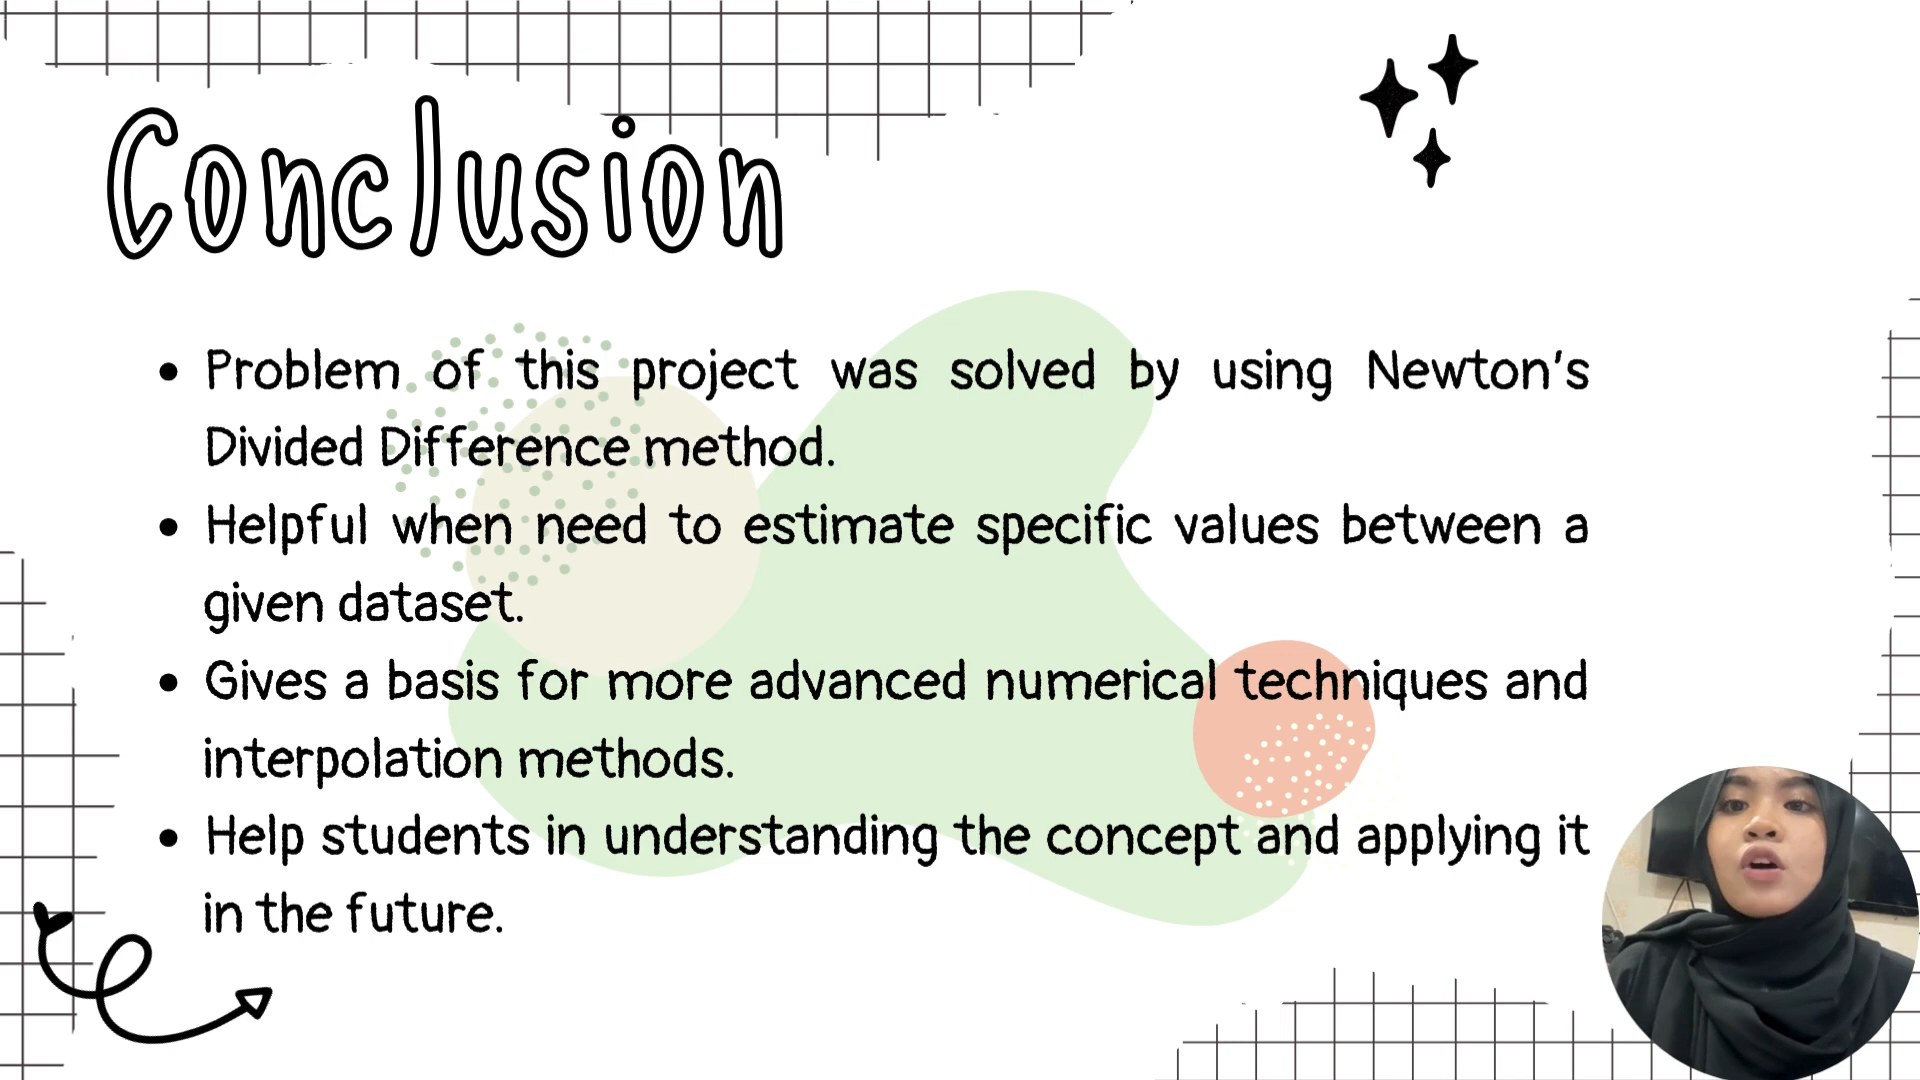 Conclusion
• Problem of this project was solved by using Newton's
Divided Difference method.
• Helpful when need to estimate specific values between a
given dataset.
• Gives a basis for more advanced numerical techniques and
interpolation methods.
• Help students in understanding the concept and applying it
in the future.